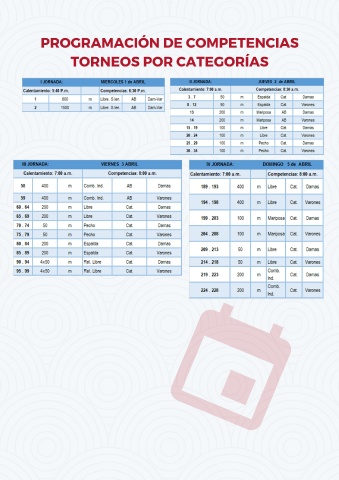 PROGRAMACIÓN DE COMPETENCIAS
TORNEOS POR CATEGORÍAS
I JORNADA: MIERCOLES 1 de ABRIL
Calentamiento: 5:40 P.m. Competencias: 6:30 P.m.
1 800 m Libre AB Dam-Var
2 1500 m Libre AB Dam-Var
II JORNADA: JUEVES 2 de ABRIL
Calentamiento: 7:00 a.m. Competencias: 8:30 a.m.
50 m Espalda Cat. Damas
50 m Espalda Cat. Varones
200 m Mariposa AB Damas
14 200 m Mariposa AB Varones
15 - 19 100 m Libre Cat. Damas
20 - 24 100 m Libre Cat. Varones
25 - 29 100 m Pecho Cat. Damas
30 - 34 100 m Pecho Cat. Varones
III JORNADA: VIERNES 3 ABRIL
Calentamiento: 7:00 a.m. Competencias: 8:00 a.m.
58 400 m Comb. Ind. AB Damas
59 400 m Comb. Ind. AB Varones
60 - 64 200 m Libre Cat. Damas
65 - 69 200 m Libre Cat. Varones
70 - 74 50 m Pecho Cat. Damas
75 - 79 50 m Pecho Cat. Varones
80 - 84 200 m Espalda Cat. Damas
85 - 89 200 m Espalda Cat. Varones
90 - 94 4x50 m Rel. Libre Cat. Damas
95 - 99 4x50 m Rel. Libre Cat. Varones
IV JORNADA: DOMINGO 5 de ABRIL
Calentamiento: 7:00 a.m. Competencias: 8:00 a.m.
189 - 193 400 m Libre Cat. Damas
194 - 198 400 m Libre Cat. Varones
199 - 203 100 m Mariposa Cat. Damas
204 - 208 100 m Mariposa Cat. Varones
209 - 213 50 m Libre Cat. Damas
214 - 218 50 m Libre Cat. Varones
219 - 223 200 m Comb. Ind. Cat. Damas
224 - 228 200 m Comb. Ind. Cat. Varones